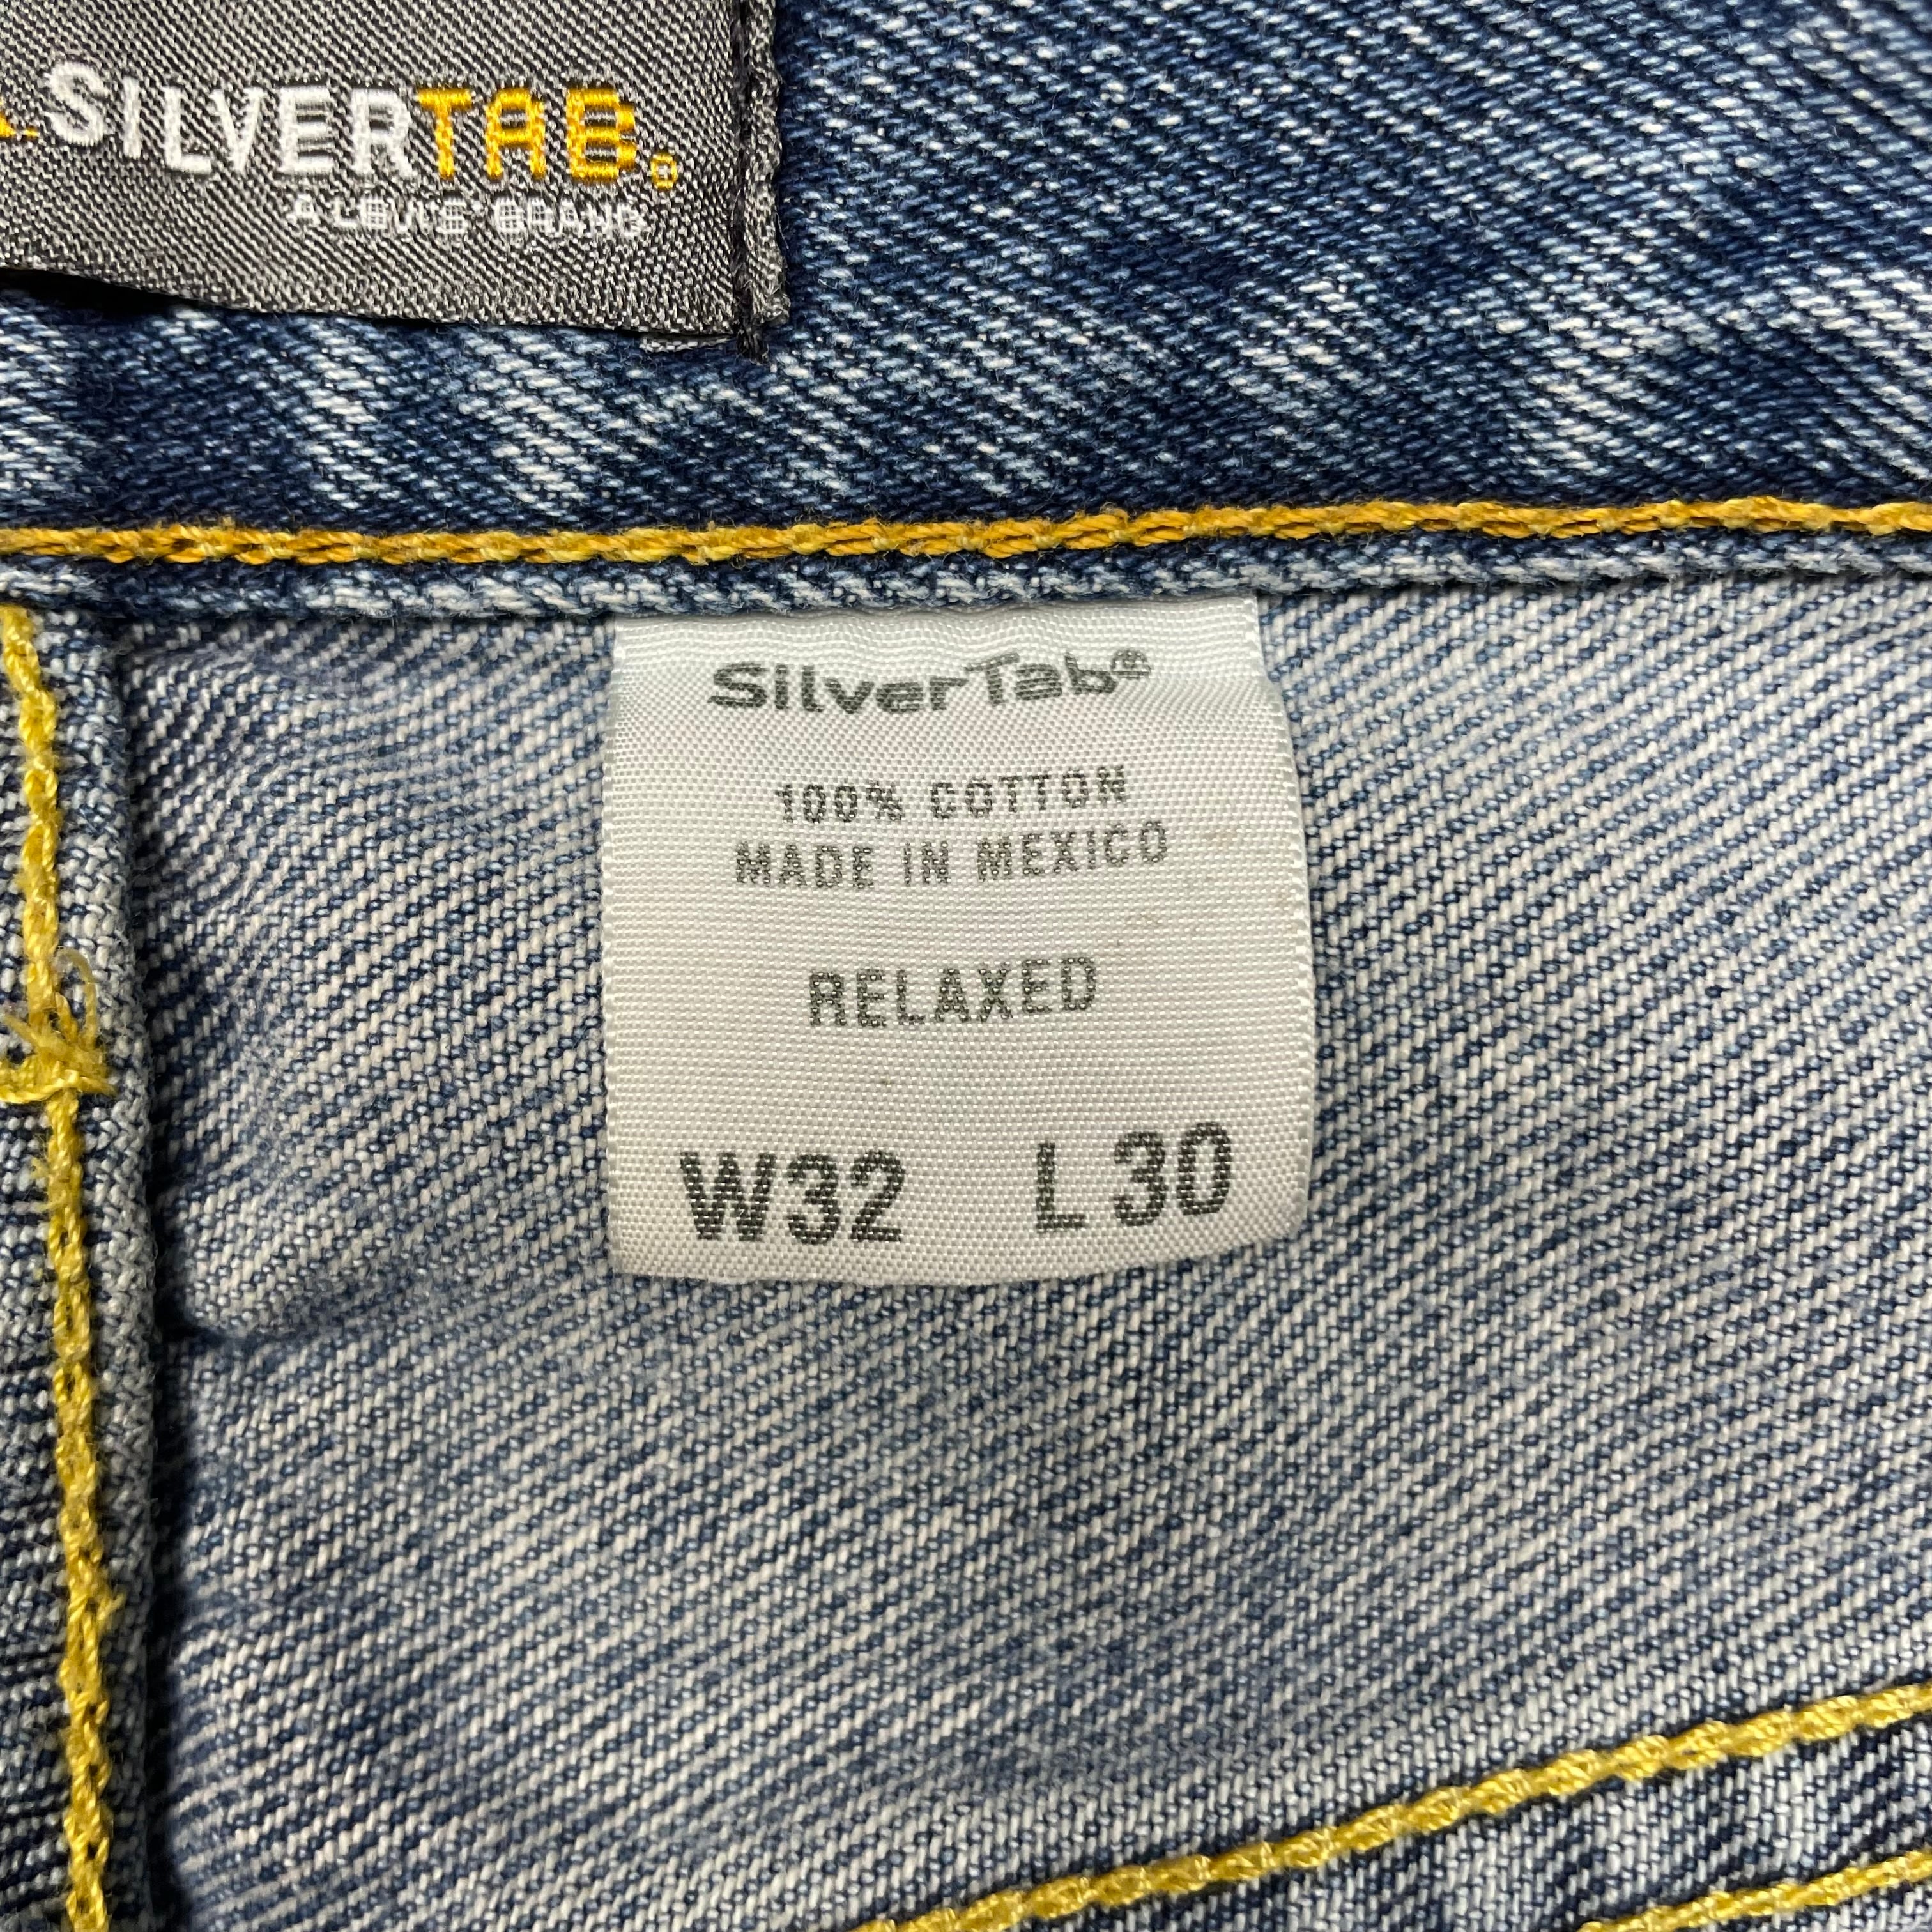 SILVERTAB
A LEVI'S BRAND
SilverTab®
100% COTTON
MADE IN MEXICO
RELAXED
W32 L30